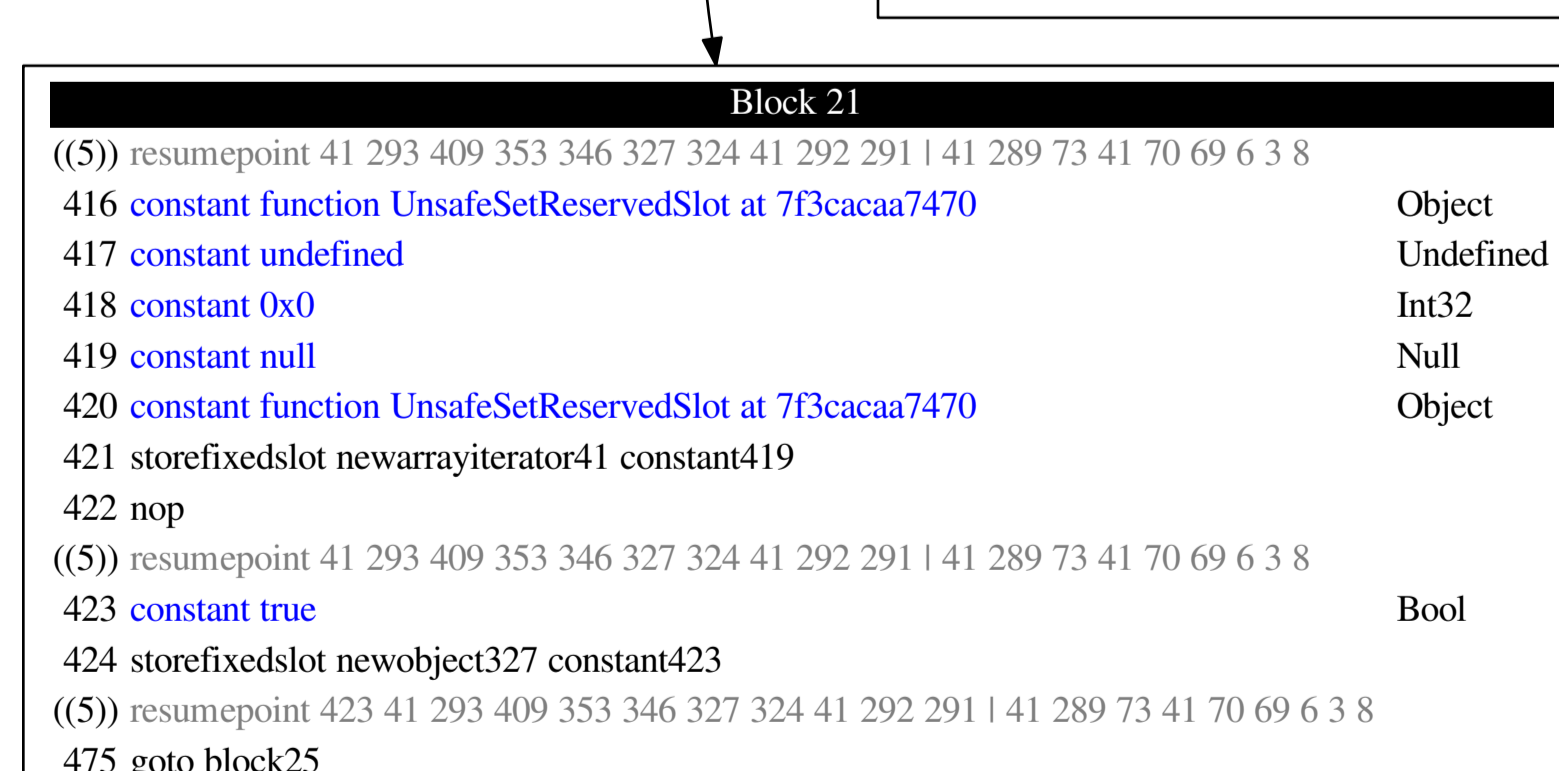 Block 21
((5)) resumepoint 41 293 409 353 346 327 324 41 292 291 | 41 289 73 41 70 69 6 3 8
416 constant function UnsafeSetReservedSlot at 7f3cacaa7470 Object
417 constant undefined Undefined
418 constant 0x0 Int32
419 constant null Null
420 constant function UnsafeSetReservedSlot at 7f3cacaa7470 Object
421 storefixedslot newarrayiterator41 constant419
422 nop
((5)) resumepoint 41 293 409 353 346 327 324 41 292 291 | 41 289 73 41 70 69 6 3 8
423 constant true Bool
424 storefixedslot newobject327 constant423
((5)) resumepoint 423 41 293 409 353 346 327 324 41 292 291 | 41 289 73 41 70 69 6 3 8
475 goto block25